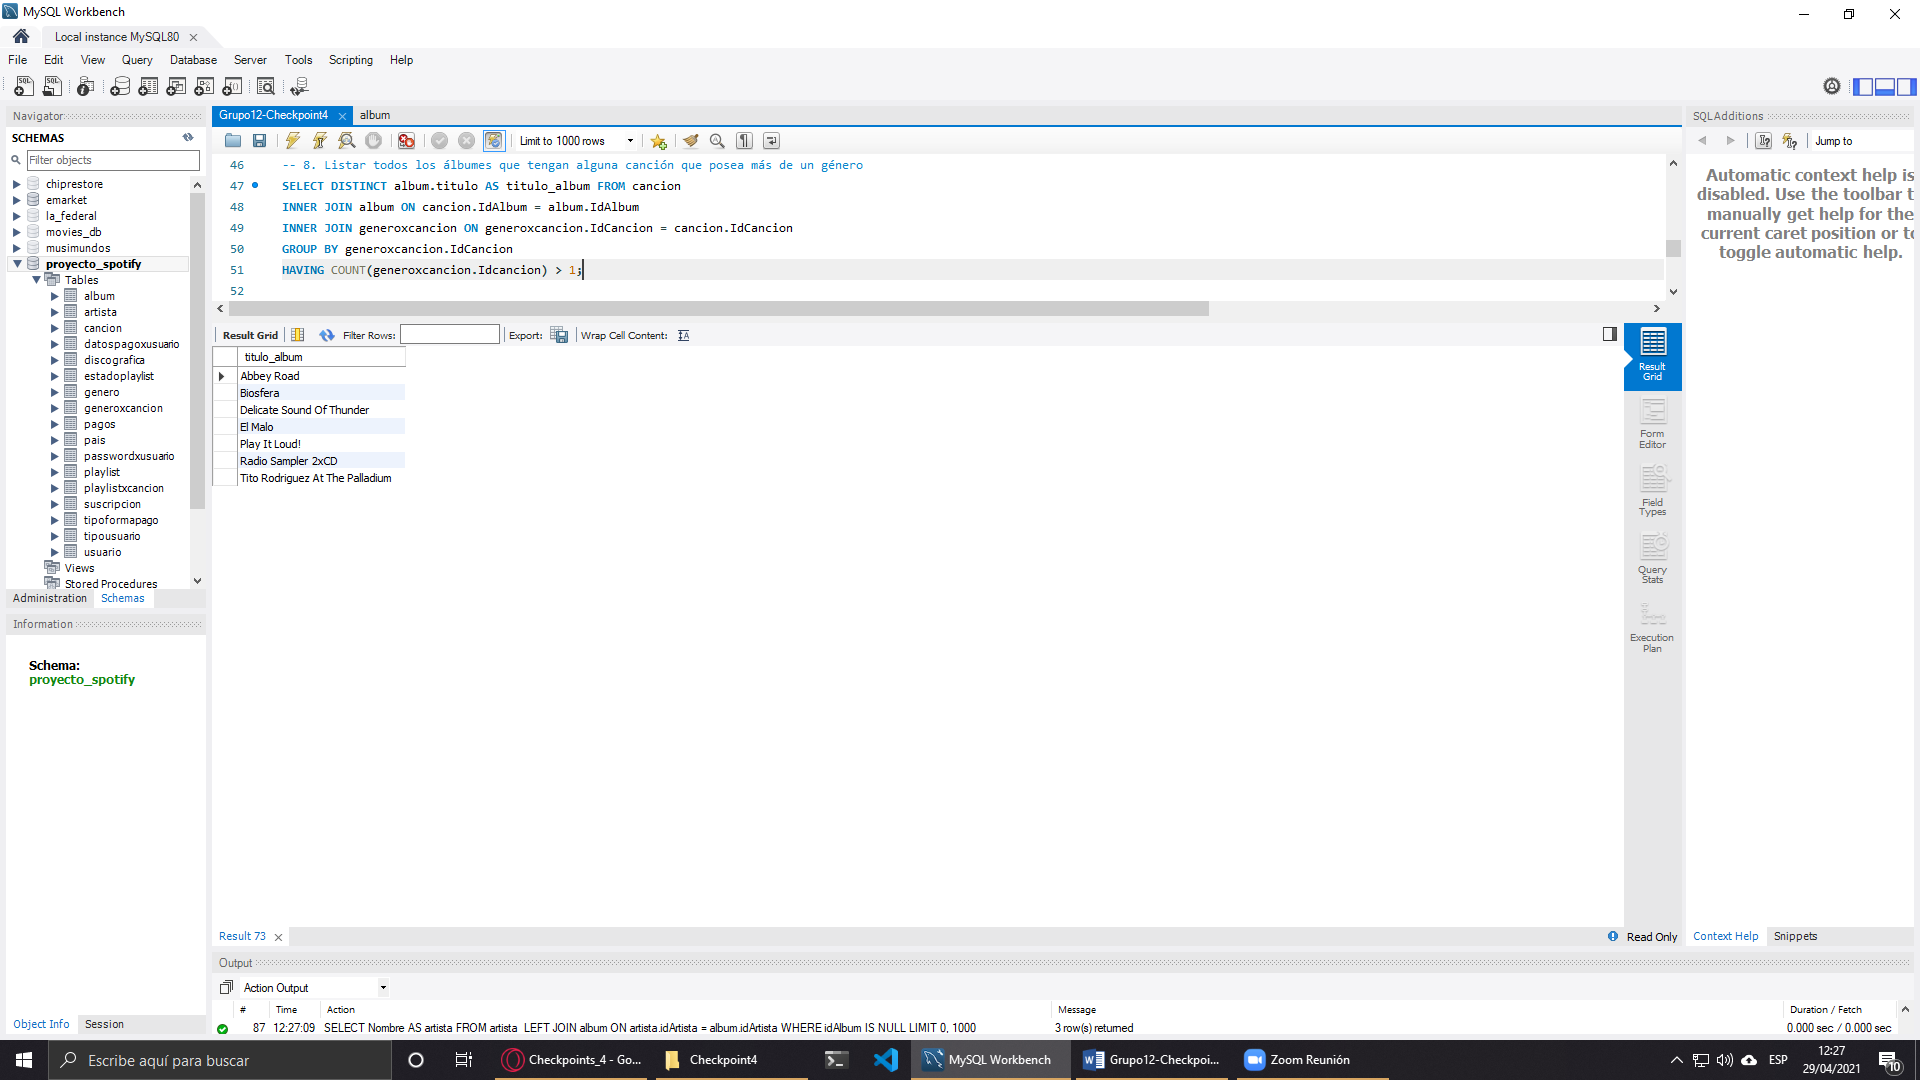 MySQL Workbench
Local instance MySQL80
File Edit View Query Database Server Tools Scripting Help
Navigator
SCHEMAS
Filter objects
chiprestore
emarket
la_federal
movies_db
musimundos
proyecto_spotify
Tables
album
artista
cancion
datospagoxusuario
discografica
estadoplaylist
genero
generoxcancion
pagos
pais
passwordxusuario
playlist
playlistxcancion
suscripcion
tipoformapago
tipousuario
usuario
Views
Stored Procedures
Administration Schemas
Information
Schema:
proyecto_spotify
Object Info Session
Grupo12-Checkpoint4 album
Limit to 1000 rows
46 -- 8. Listar todos los álbumes que tengan alguna canción que posea más de un género
47 SELECT DISTINCT album.titulo AS titulo_album FROM cancion
48 INNER JOIN album ON cancion.IdAlbum = album.IdAlbum
49 INNER JOIN generoxcancion ON generoxcancion.IdCancion = cancion.IdCancion
50 GROUP BY generoxcancion.IdCancion
51 HAVING COUNT(generoxcancion.Idcancion) > 1;
52
Result Grid Filter Rows: Export: Wrap Cell Content:
titulo_album
Abbey Road
Biosfera
Delicate Sound Of Thunder
El Malo
Play It Loud!
Radio Sampler 2xCD
Tito Rodriguez At The Palladium
Result
Grid
Form
Editor
Field
Types
Query
Stats
Execution
Plan
Result 73
Read Only
SQLAdditions
Jump to
Automatic context help is
disabled. Use the toolbar t
manually get help for the
current caret position or to
toggle automatic help.
Context Help Snippets
Output
Action Output
# Time Action Message Duration / Fetch
87 12:27:09 SELECT Nombre AS artista FROM artista LEFT JOIN album ON artista.idArtista = album.idArtista WHERE idAlbum IS NULL LIMIT 0, 1000 3 row(s) returned 0.000 sec / 0.000 sec
Escribe aquí para buscar
Checkpoints_4 - Go...
Checkpoint4
MySQL Workbench
Grupo12-Checkpoi...
Zoom Reunión
ESP
12:27
29/04/2021
10